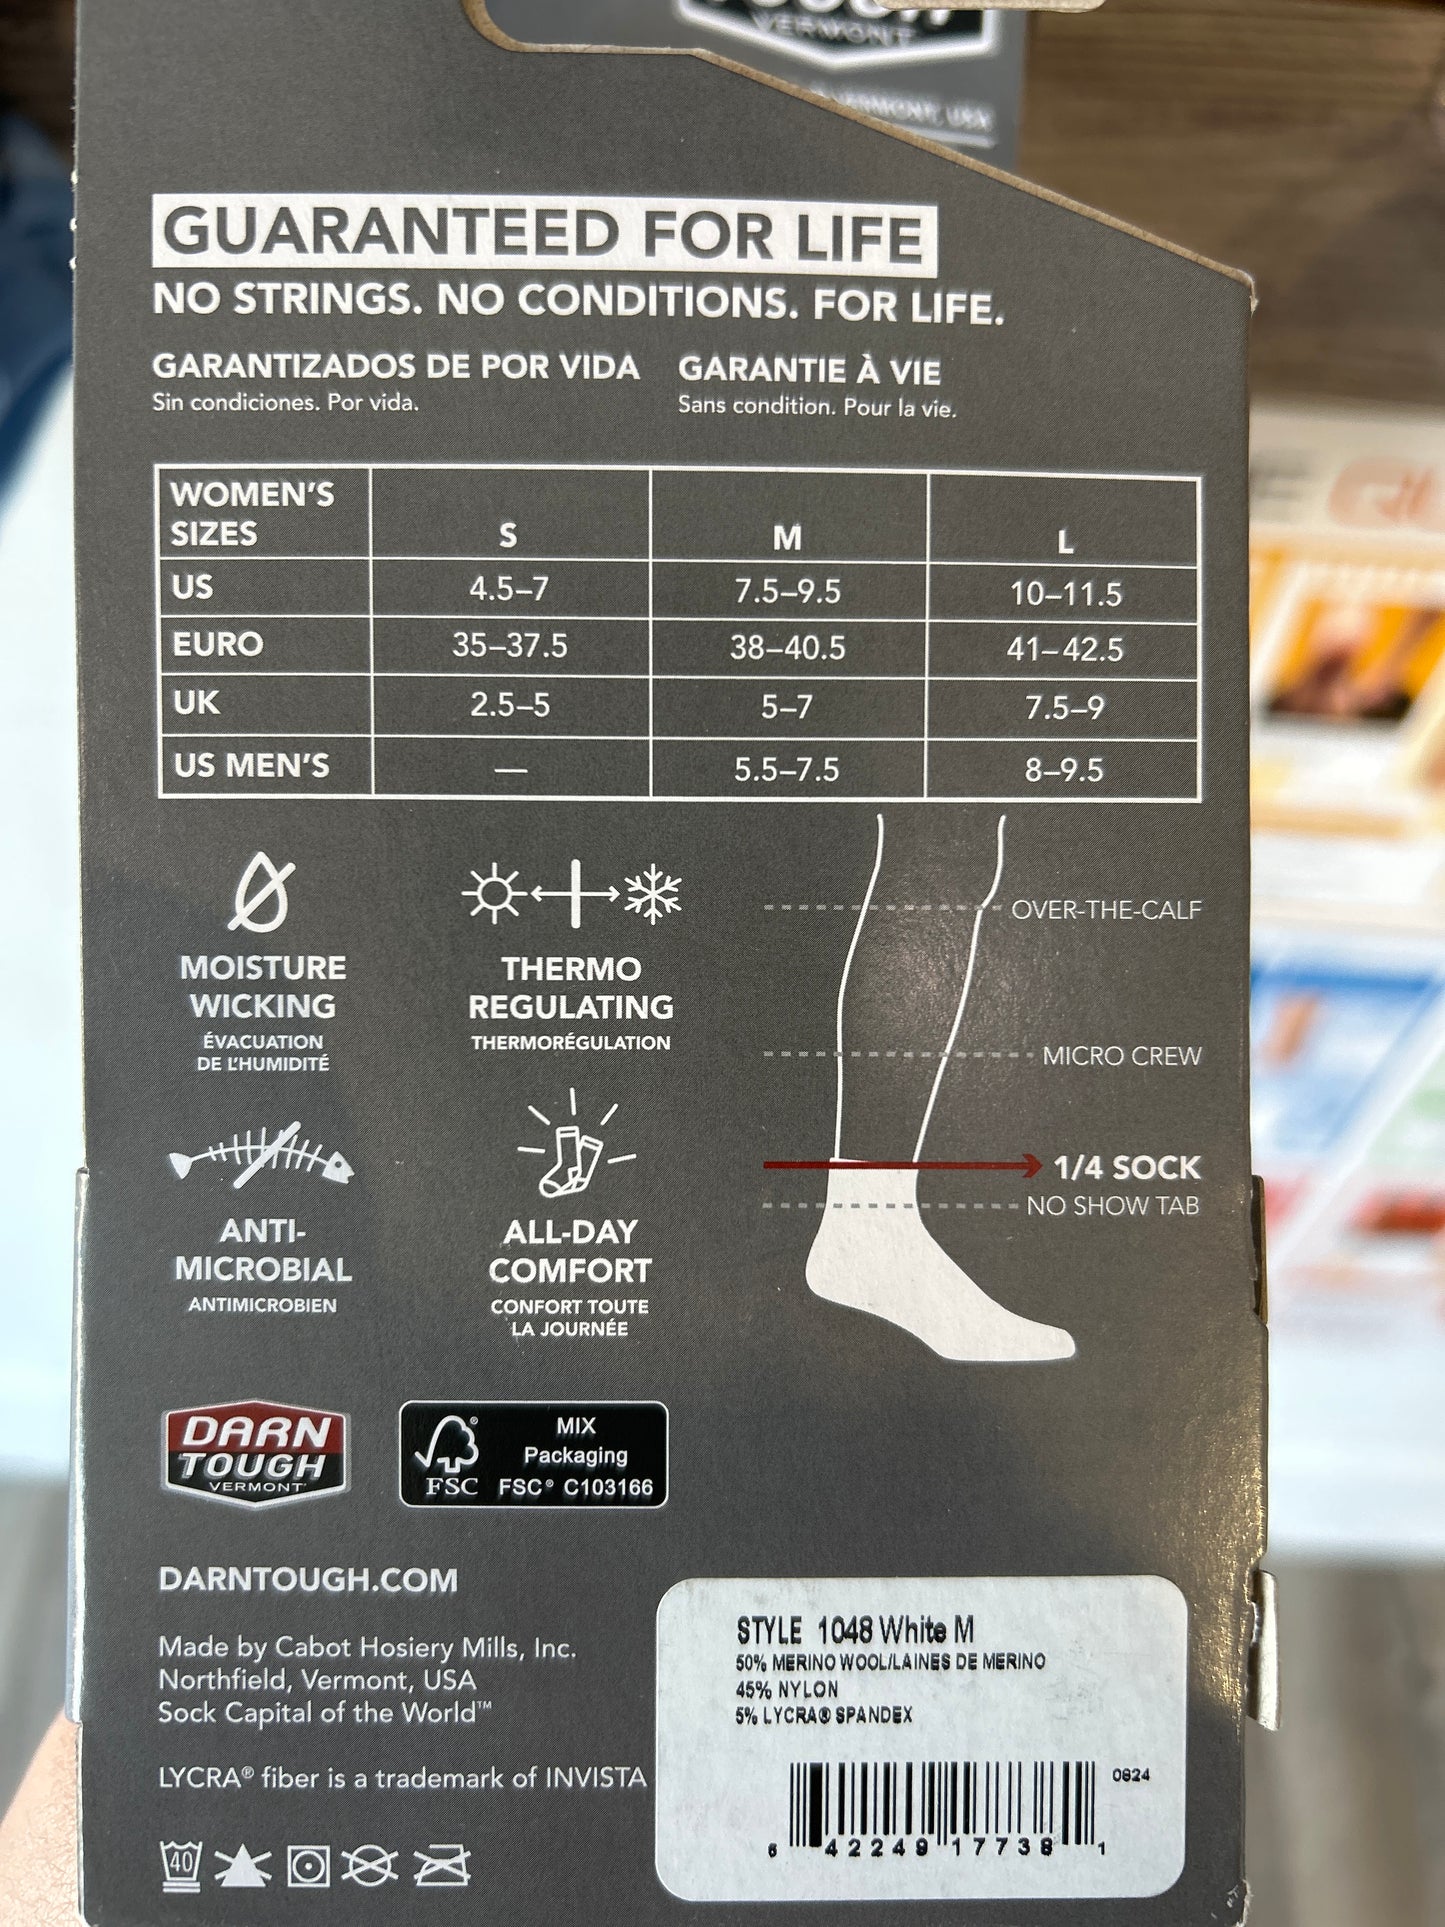 VERMONT
VERMONT, USA
GUARANTEED FOR LIFE
NO STRINGS. NO CONDITIONS. FOR LIFE.
GARANTIZADOS DE POR VIDA
Sin condiciones. Por vida.
GARANTIE À VIE
Sans condition. Pour la vie.
WOMEN'S SIZES S M L
US 4.5–7 7.5–9.5 10–11.5
EURO 35–37.5 38–40.5 41–42.5
UK 2.5–5 5–7 7.5–9
US MEN'S — 5.5–7.5 8–9.5
MOISTURE
WICKING
ÉVACUATION
DE L'HUMIDITÉ
THERMO
REGULATING
THERMORÉGULATION
ANTI-
MICROBIAL
ANTIMICROBIEN
ALL-DAY
COMFORT
CONFORT TOUTE
LA JOURNÉE
OVER-THE-CALF
MICRO CREW
1/4 SOCK
NO SHOW TAB
DARN
TOUGH
VERMONT
FSC
MIX
Packaging
FSC® C103166
DARNTOUGH.COM
Made by Cabot Hosiery Mills, Inc.
Northfield, Vermont, USA
Sock Capital of the World™
LYCRA® fiber is a trademark of INVISTA
40
STYLE 1048 White M
50% MERINO WOOL/LAINES DE MERINO
45% NYLON
5% LYCRA® SPANDEX
0824
6 42249 17738 1